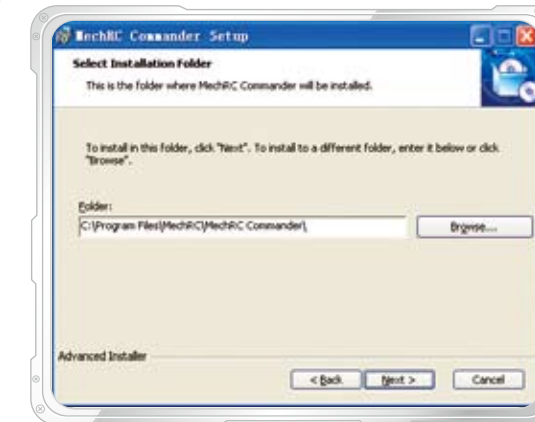 MechRC Commander Setup
Select Installation Folder
This is the folder where MechRC Commander will be installed.
To install in this folder, click "Next". To install to a different folder, enter it below or click
"Browse".
Folder:
C:\Program Files\MechRC\MechRC Commander\
Browse...
Advanced Installer
< Back
Next >
Cancel